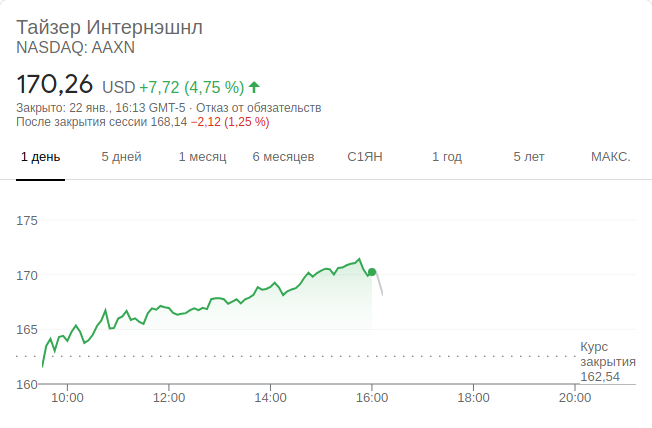 Тайзер Интернэшнл
NASDAQ: AAXN
170,26 USD +7,72 (4,75 %)
Закрыто: 22 янв., 16:13 GMT-5 · Отказ от обязательств
После закрытия сессии 168,14 −2,12 (1,25 %)
1 день 5 дней 1 месяц 6 месяцев С1ЯН 1 год 5 лет МАКС.
175
170
165
Курс
закрытия
162,54
160
10:00 12:00 14:00 16:00 18:00 20:00